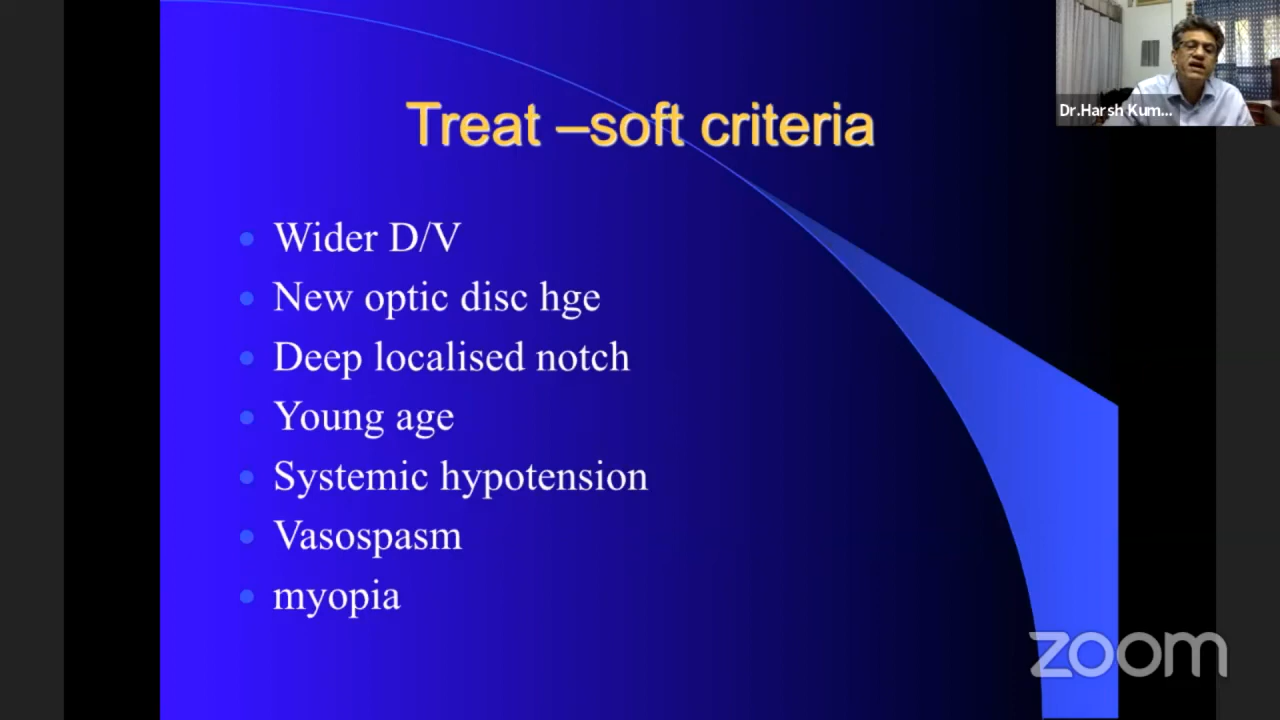 Treat –soft criteria
Wider D/V
New optic disc hge
Deep localised notch
Young age
Systemic hypotension
Vasospasm
myopia
Dr.Harsh Kum...
zoom